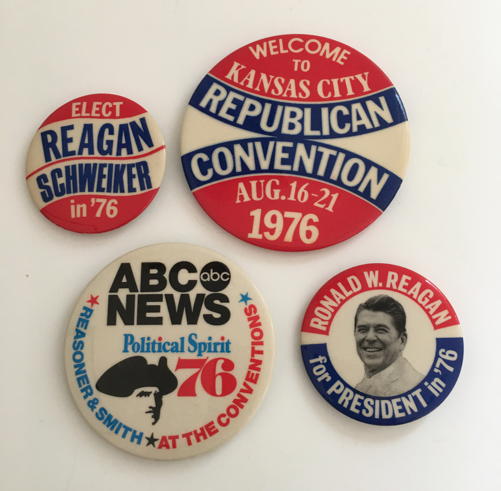 ELECT
REAGAN
SCHWEIKER
in '76
WELCOME
TO
KANSAS CITY
REPUBLICAN
CONVENTION
AUG.16-21
1976
ABC abc
NEWS
Political Spirit
76
REASONER & SMITH ★ AT THE CONVENTIONS
RONALD W. REAGAN
for PRESIDENT in '76